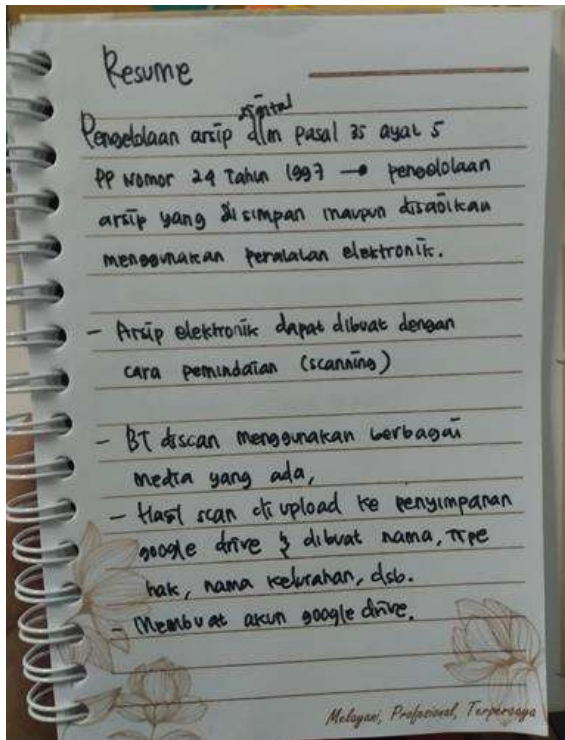 Resume
digital
Pengelolaan arsip dlm pasal 35 ayat 5
PP Nomor 24 Tahun 1997 → pengololaan
arsip yang disimpan maupun disajikan
menggunakan peralatan elektronik.
- Arsip elektronik dapat dibuat dengan
cara pemindaian (scanning)
- BT discan menggunakan berbagai
media yang ada,
- Hasil scan di upload ke penyimpanan
google drive & dibuat nama, tipe
hak, nama kelurahan, dsb.
- Membuat akun google drive.
Melayani, Profesional, Terpercaya